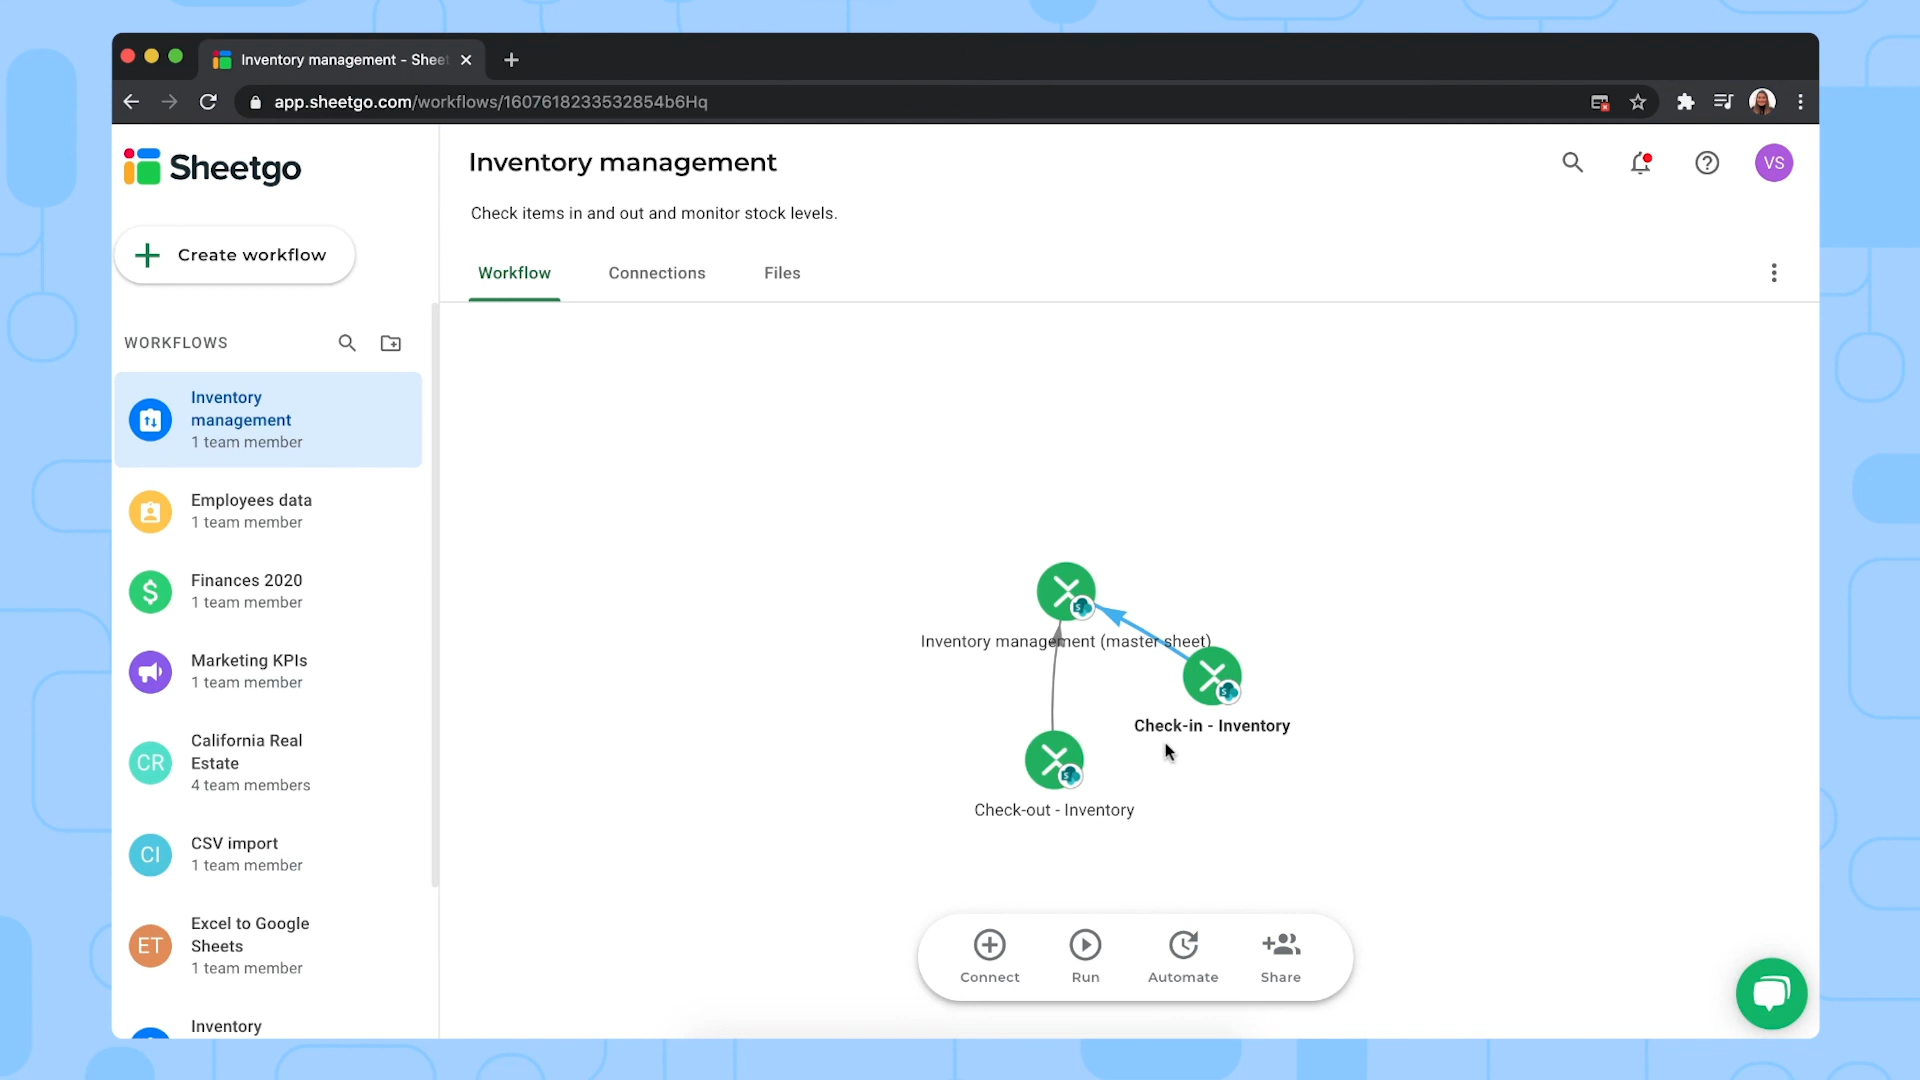 Inventory management - Shee
app.sheetgo.com/workflows/1607618233532854b6Hq
Sheetgo
Inventory management
VS
Check items in and out and monitor stock levels.
Create workflow
Workflow
Connections
Files
WORKFLOWS
Inventory
management
1 team member
Employees data
1 team member
Finances 2020
1 team member
Marketing KPIs
1 team member
CR
California Real
Estate
4 team members
CI
CSV import
1 team member
ET
Excel to Google
Sheets
1 team member
Inventory
Inventory management (master sheet)
Check-in - Inventory
Check-out - Inventory
Connect
Run
Automate
Share